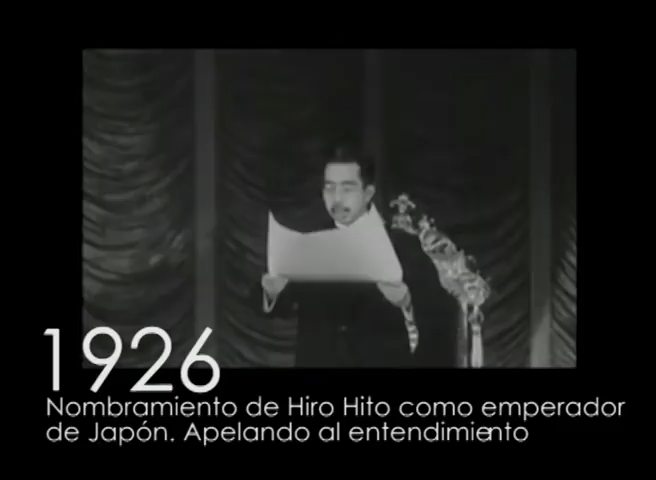 1926
Nombramiento de Hiro Hito como emperador
de Japón. Apelando al entendimiento